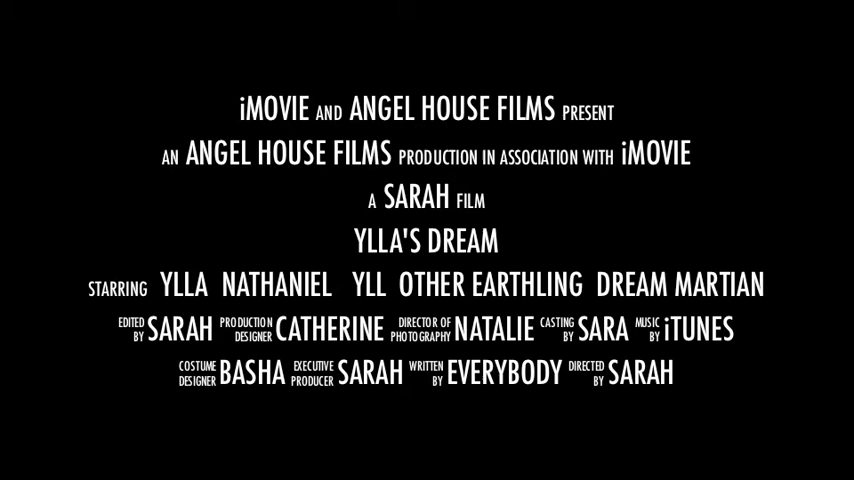 iMOVIE AND ANGEL HOUSE FILMS PRESENT
AN ANGEL HOUSE FILMS PRODUCTION IN ASSOCIATION WITH iMOVIE
A SARAH FILM
YLLA'S DREAM
STARRING YLLA NATHANIEL YLL OTHER EARTHLING DREAM MARTIAN
EDITED BY SARAH PRODUCTION DESIGNER CATHERINE DIRECTOR OF PHOTOGRAPHY NATALIE CASTING BY SARA MUSIC BY iTUNES
COSTUME DESIGNER BASHA EXECUTIVE PRODUCER SARAH WRITTEN BY EVERYBODY DIRECTED BY SARAH